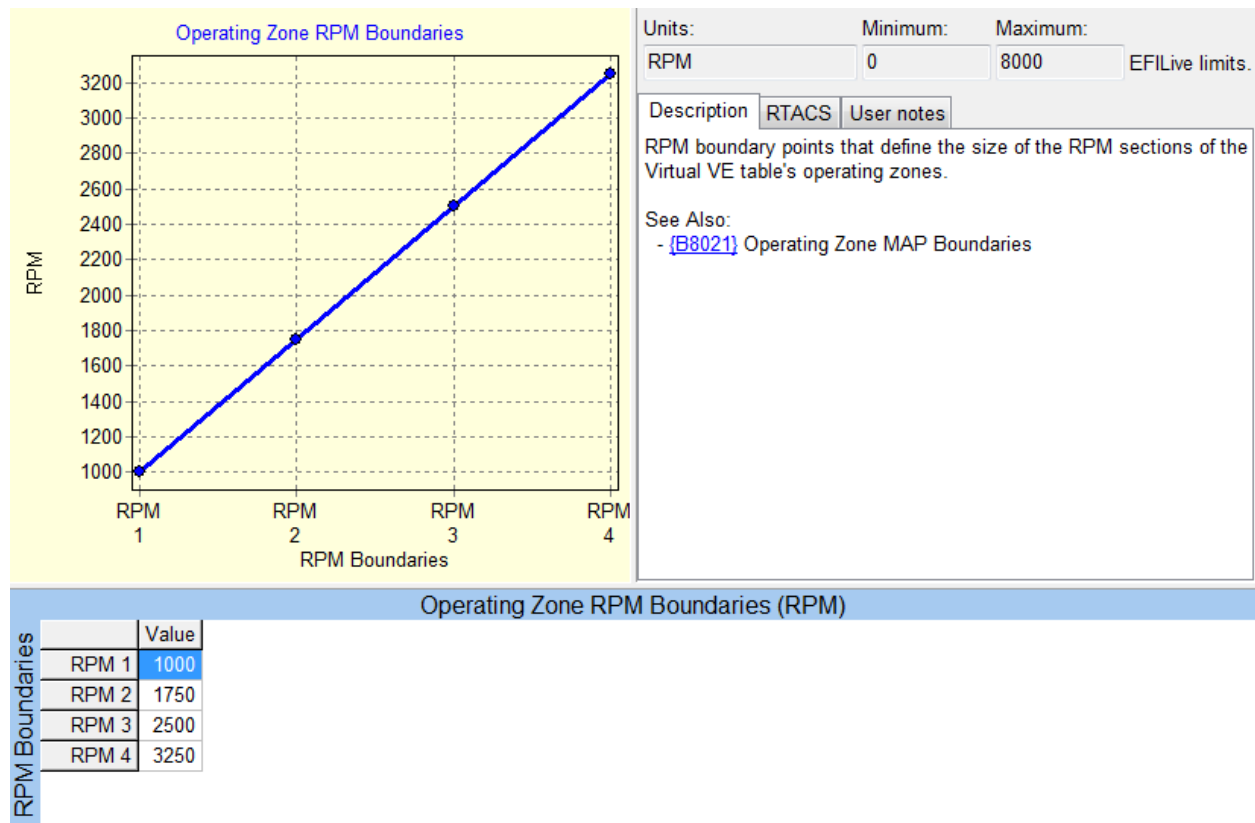 Operating Zone RPM Boundaries
3200
3000
2800
2600
2400
2200
2000
1800
1600
1400
1200
1000
RPM
RPM RPM RPM RPM
1 2 3 4
RPM Boundaries
Units: Minimum: Maximum:
RPM 0 8000 EFILive limits.
Description RTACS User notes
RPM boundary points that define the size of the RPM sections of the
Virtual VE table's operating zones.
See Also:
- {B8021} Operating Zone MAP Boundaries
Operating Zone RPM Boundaries (RPM)
RPM Boundaries
Value
RPM 1 1000
RPM 2 1750
RPM 3 2500
RPM 4 3250